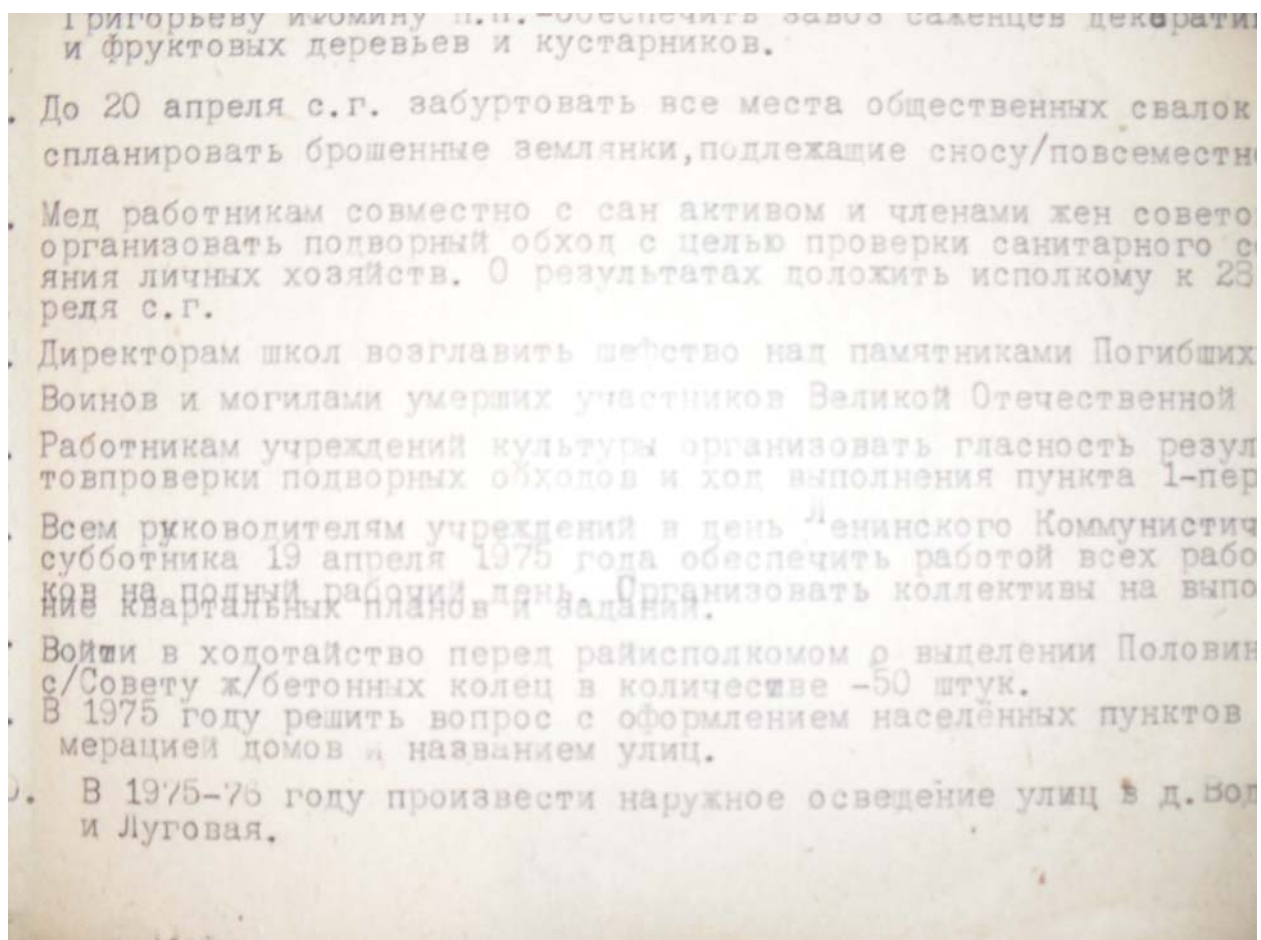 Григорьеву иФомину П.П.-обеспечить завоз саженцев декорати
и фруктовых деревьев и кустарников.
. До 20 апреля с.г. забуртовать все места общественных свалок
спланировать брошенные землянки,подлежащие сносу/повсеместн
. Мед работникам совместно с сан активом и членами жен совето
организовать подворный обход с целью проверки санитарного с
яния личных хозяйств. О результатах доложить исполкому к 28
реля с.г.
. Директорам школ возглавить шефство над памятниками Погибших
Воинов и могилами умерших участников Великой Отечественной
. Работникам учреждений культуры организовать гласность резул
товпроверки подворных обходов и ход выполнения пункта 1-пер
. Всем руководителям учреждений в день Ленинского Коммунистич
субботника 19 апреля 1975 года обеспечить работой всех рабо
ков на полный рабочий день. Организовать коллективы на выпо
ние квартальных планов и заданий.
Войти в ходотайство перед райисполкомом о выделении Половин
с/Совету ж/бетонных колец в количестве -50 штук.
. В 1975 году решить вопрос с оформлением населённых пунктов
мерацией домов и названием улиц.
. В 1975-76 году произвести наружное осведение улиц в д.Вод
и Луговая.